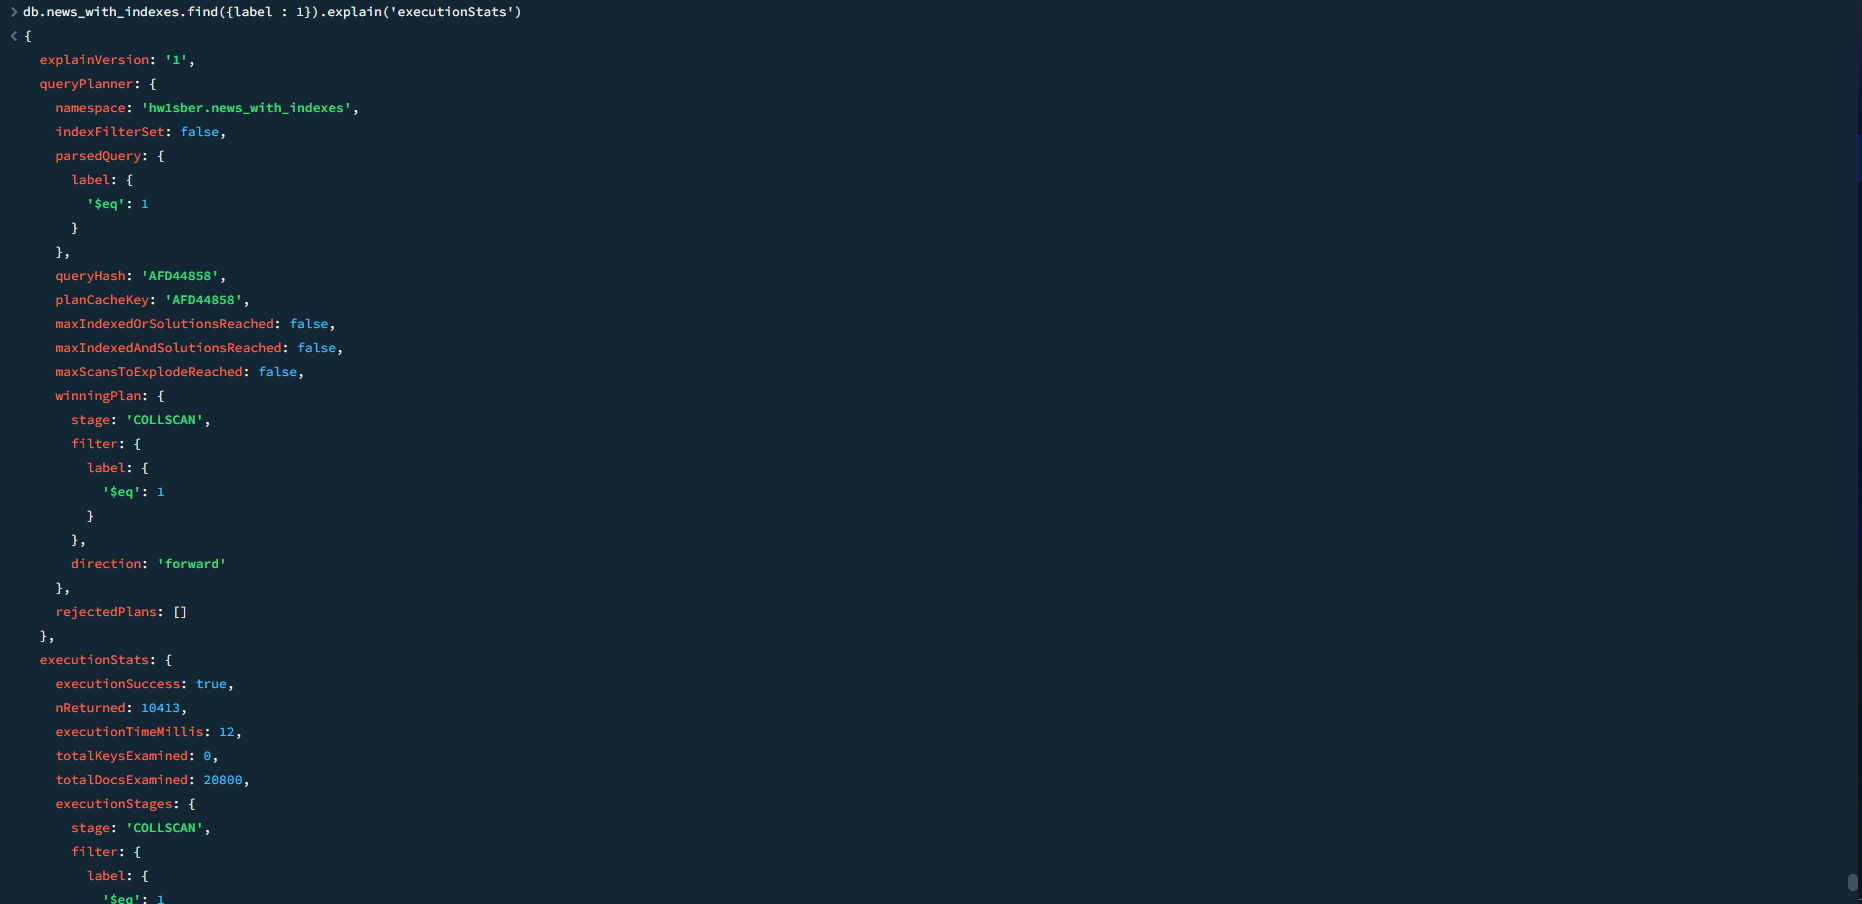 > db.news_with_indexes.find({label : 1}).explain('executionStats')
< {
explainVersion: '1',
queryPlanner: {
namespace: 'hw1sber.news_with_indexes',
indexFilterSet: false,
parsedQuery: {
label: {
'$eq': 1
}
},
queryHash: 'AFD44858',
planCacheKey: 'AFD44858',
maxIndexedOrSolutionsReached: false,
maxIndexedAndSolutionsReached: false,
maxScansToExplodeReached: false,
winningPlan: {
stage: 'COLLSCAN',
filter: {
label: {
'$eq': 1
}
},
direction: 'forward'
},
rejectedPlans: []
},
executionStats: {
executionSuccess: true,
nReturned: 10413,
executionTimeMillis: 12,
totalKeysExamined: 0,
totalDocsExamined: 20800,
executionStages: {
stage: 'COLLSCAN',
filter: {
label: {
'$eq': 1